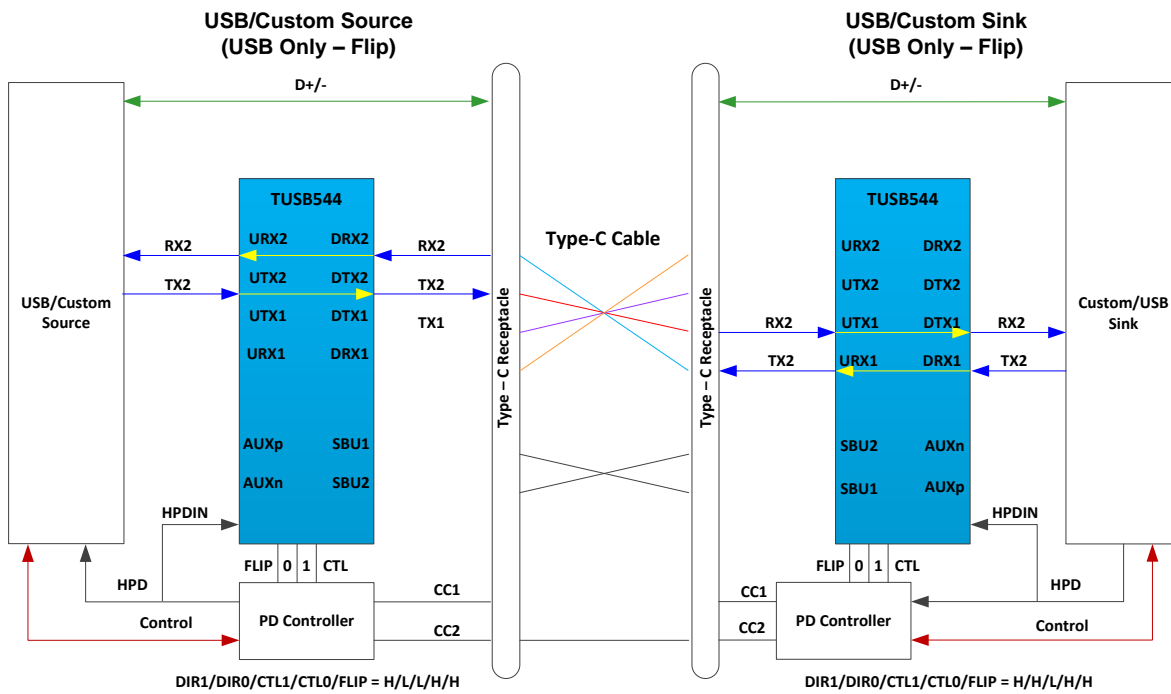 USB/Custom Source
(USB Only – Flip)
USB/Custom Sink
(USB Only – Flip)
D+/-
D+/-
TUSB544
TUSB544
RX2
URX2
DRX2
RX2
Type-C Cable
URX2
DRX2
TX2
UTX2
DTX2
TX2
UTX2
DTX2
USB/Custom
Source
UTX1
DTX1
TX1
Type – C Receptacle
Type – C Receptacle
RX2
UTX1
DTX1
RX2
Custom/USB
Sink
URX1
DRX1
TX2
URX1
DRX1
TX2
AUXp
SBU1
SBU2
AUXn
AUXn
SBU2
SBU1
AUXp
HPDIN
HPDIN
FLIP 0 1 CTL
FLIP 0 1 CTL
HPD
CC1
CC1
HPD
Control
PD Controller
CC2
CC2
PD Controller
Control
DIR1/DIR0/CTL1/CTL0/FLIP = H/L/L/H/H
DIR1/DIR0/CTL1/CTL0/FLIP = H/H/L/H/H